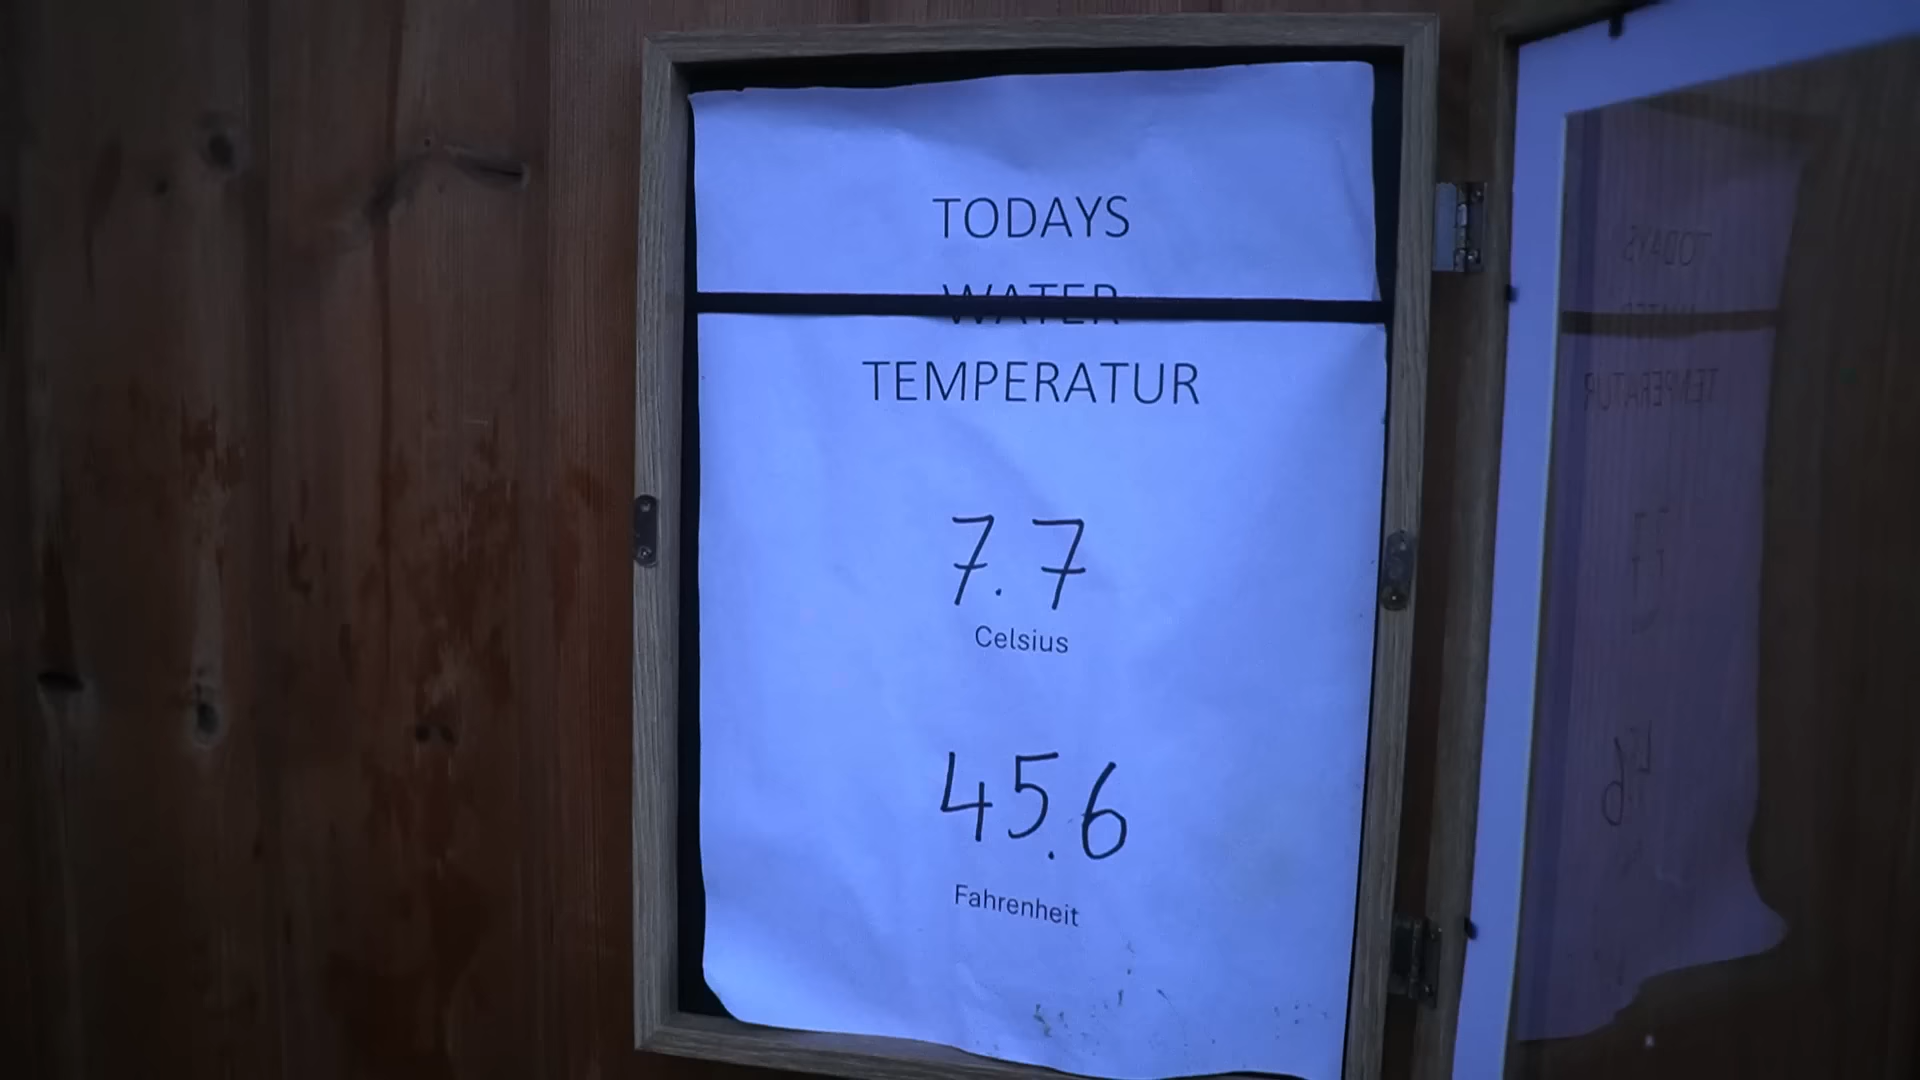 TODAYS
WATER
TEMPERATUR
7.7
Celsius
45.6
Fahrenheit